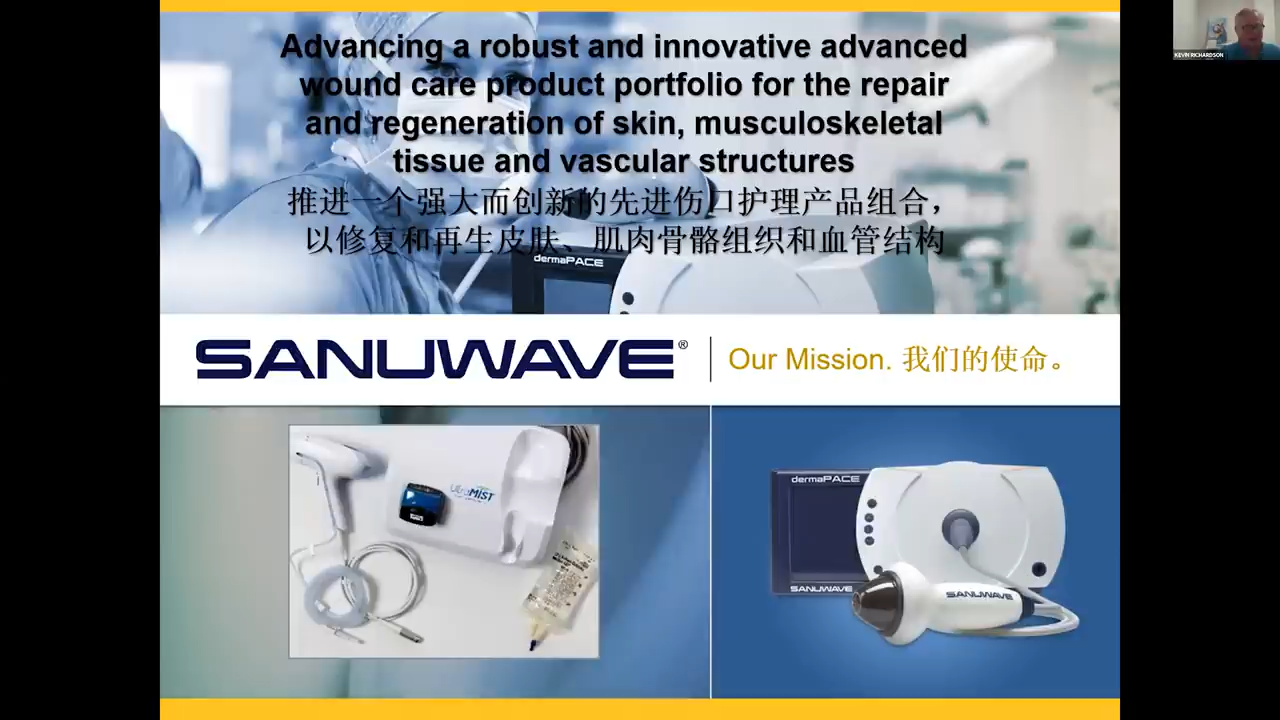 KEVIN RICHARDSON
Advancing a robust and innovative advanced
wound care product portfolio for the repair
and regeneration of skin, musculoskeletal
tissue and vascular structures
推进一个强大而创新的先进伤口护理产品组合，
以修复和再生皮肤、肌肉骨骼组织和血管结构
dermaPACE
SANUWAVE®
Our Mission. 我们的使命。
UltraMIST
dermaPACE
SANUWAVE
SANUWAVE